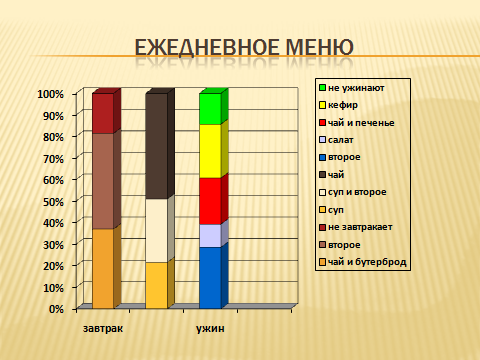 ЕЖЕДНЕВНОЕ МЕНЮ
100%
90%
80%
70%
60%
50%
40%
30%
20%
10%
0%
завтрак
ужин
не ужинают
кефир
чай и печенье
салат
второе
чай
суп и второе
суп
не завтракает
второе
чай и бутерброд